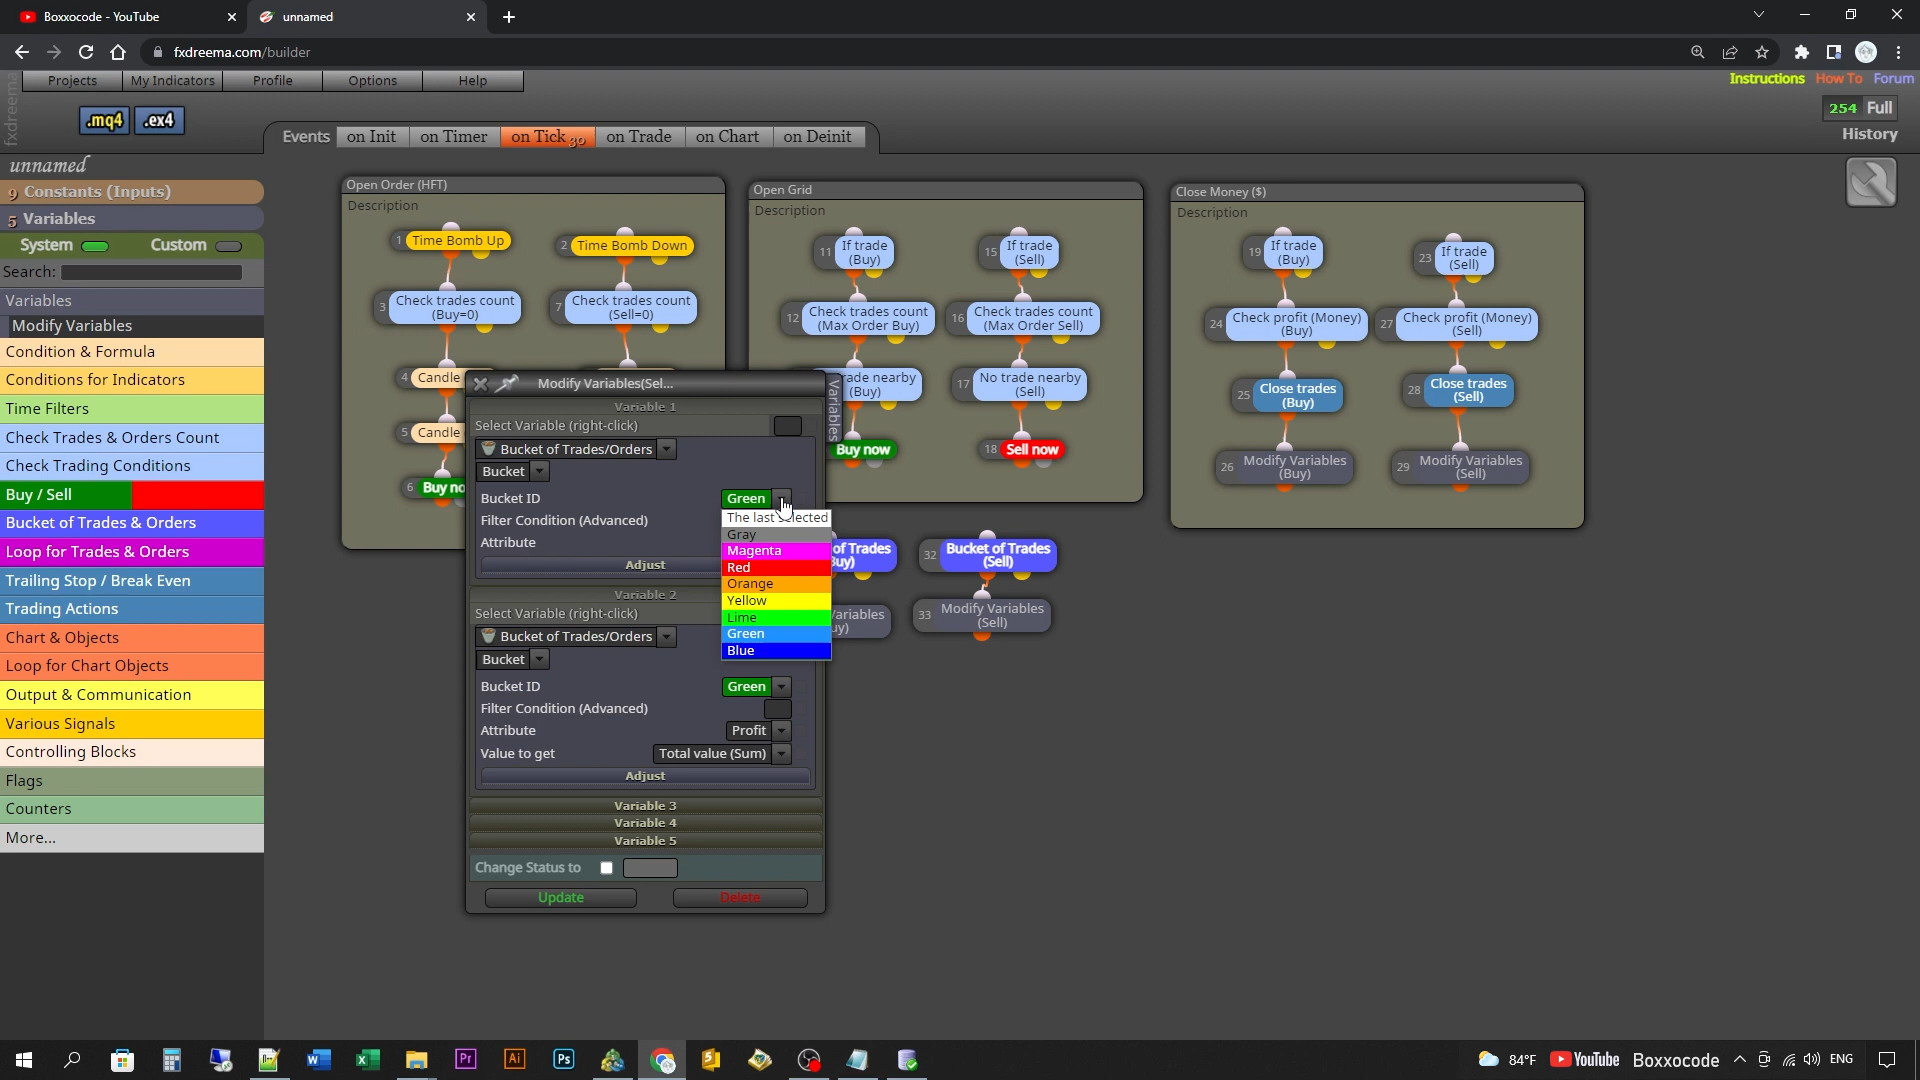 Boxxocode - YouTube
unnamed
fxdreema.com/builder
Projects
My Indicators
Profile
Options
Help
Instructions
How To
Forum
fxdreema
.mq4
.ex4
254 Full
History
Events
on Init
on Timer
on Tick 30
on Trade
on Chart
on Deinit
unnamed
9 Constants (Inputs)
5 Variables
System
Custom
Search:
Variables
Modify Variables
Condition & Formula
Conditions for Indicators
Time Filters
Check Trades & Orders Count
Check Trading Conditions
Buy / Sell
Bucket of Trades & Orders
Loop for Trades & Orders
Trailing Stop / Break Even
Trading Actions
Chart & Objects
Loop for Chart Objects
Output & Communication
Various Signals
Controlling Blocks
Flags
Counters
More...
Open Order (HFT)
Description
1 Time Bomb Up
2 Time Bomb Down
3 Check trades count
(Buy=0)
7 Check trades count
(Sell=0)
4 Candle
5 Candle
6 Buy no
Open Grid
Description
11 If trade
(Buy)
15 If trade
(Sell)
12 Check trades count
(Max Order Buy)
16 Check trades count
(Max Order Sell)
rade nearby
(Buy)
17 No trade nearby
(Sell)
Buy now
18 Sell now
Close Money ($)
Description
19 If trade
(Buy)
23 If trade
(Sell)
24 Check profit (Money)
(Buy)
27 Check profit (Money)
(Sell)
25 Close trades
(Buy)
28 Close trades
(Sell)
26 Modify Variables
(Buy)
29 Modify Variables
(Sell)
of Trades
Buy)
32 Bucket of Trades
(Sell)
Variables
uy)
33 Modify Variables
(Sell)
Modify Variables(Sel...
Variables
Variable 1
Select Variable (right-click)
Bucket of Trades/Orders
Bucket
Bucket ID
Green
Filter Condition (Advanced)
Attribute
Adjust
The last selected
Gray
Magenta
Red
Orange
Yellow
Lime
Green
Blue
Variable 2
Select Variable (right-click)
Bucket of Trades/Orders
Bucket
Bucket ID
Green
Filter Condition (Advanced)
Attribute
Profit
Value to get
Total value (Sum)
Adjust
Variable 3
Variable 4
Variable 5
Change Status to
Update
Delete
84°F
YouTube Boxxocode
ENG